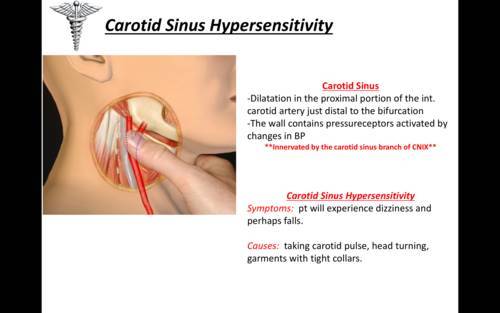 Carotid Sinus Hypersensitivity
Carotid Sinus
-Dilatation in the proximal portion of the int.
carotid artery just distal to the bifurcation
-The wall contains pressureceptors activated by
changes in BP
**Innervated by the carotid sinus branch of CNIX**
Carotid Sinus Hypersensitivity
Symptoms: pt will experience dizziness and
perhaps falls.
Causes: taking carotid pulse, head turning,
garments with tight collars.